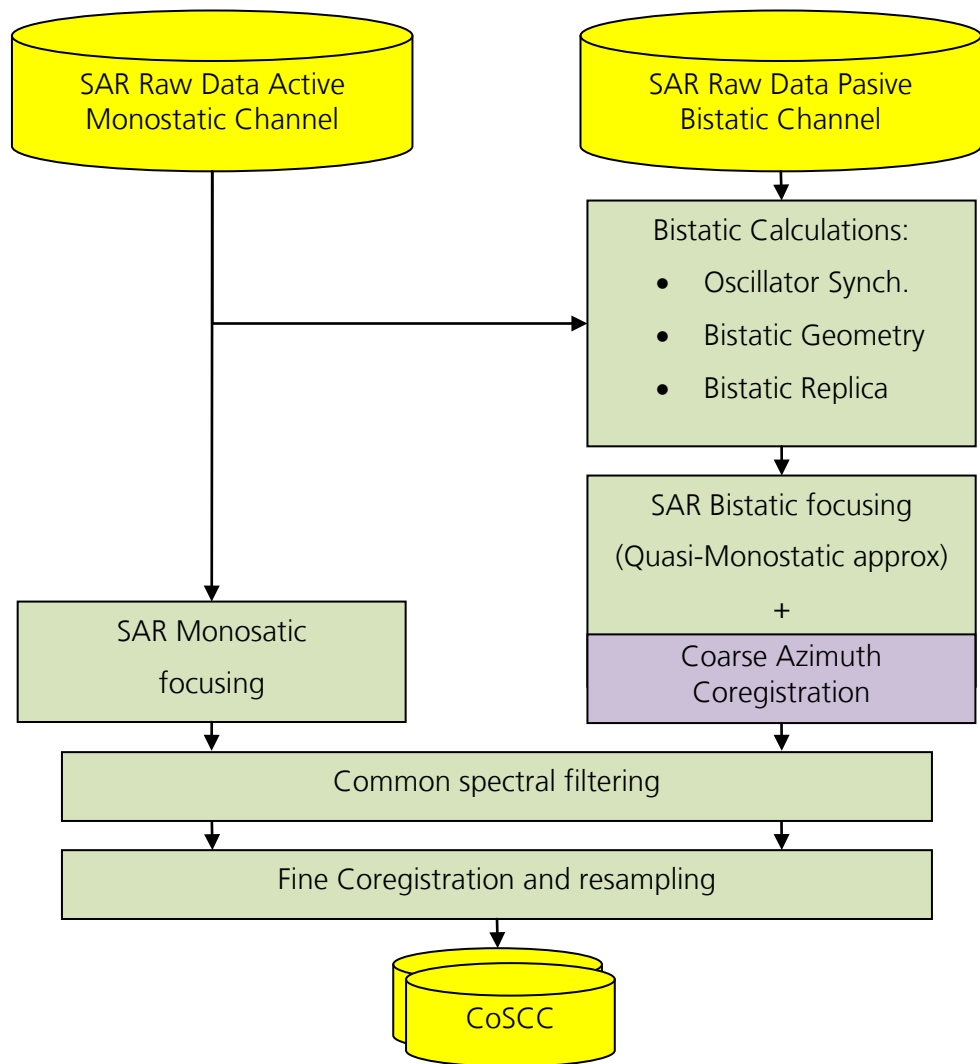 SAR Raw Data Active
Monostatic Channel
SAR Raw Data Pasive
Bistatic Channel
Bistatic Calculations:
• Oscillator Synch.
• Bistatic Geometry
• Bistatic Replica
SAR Bistatic focusing
(Quasi-Monostatic approx)
+
Coarse Azimuth
Coregistration
SAR Monosatic
focusing
Common spectral filtering
Fine Coregistration and resampling
CoSCC